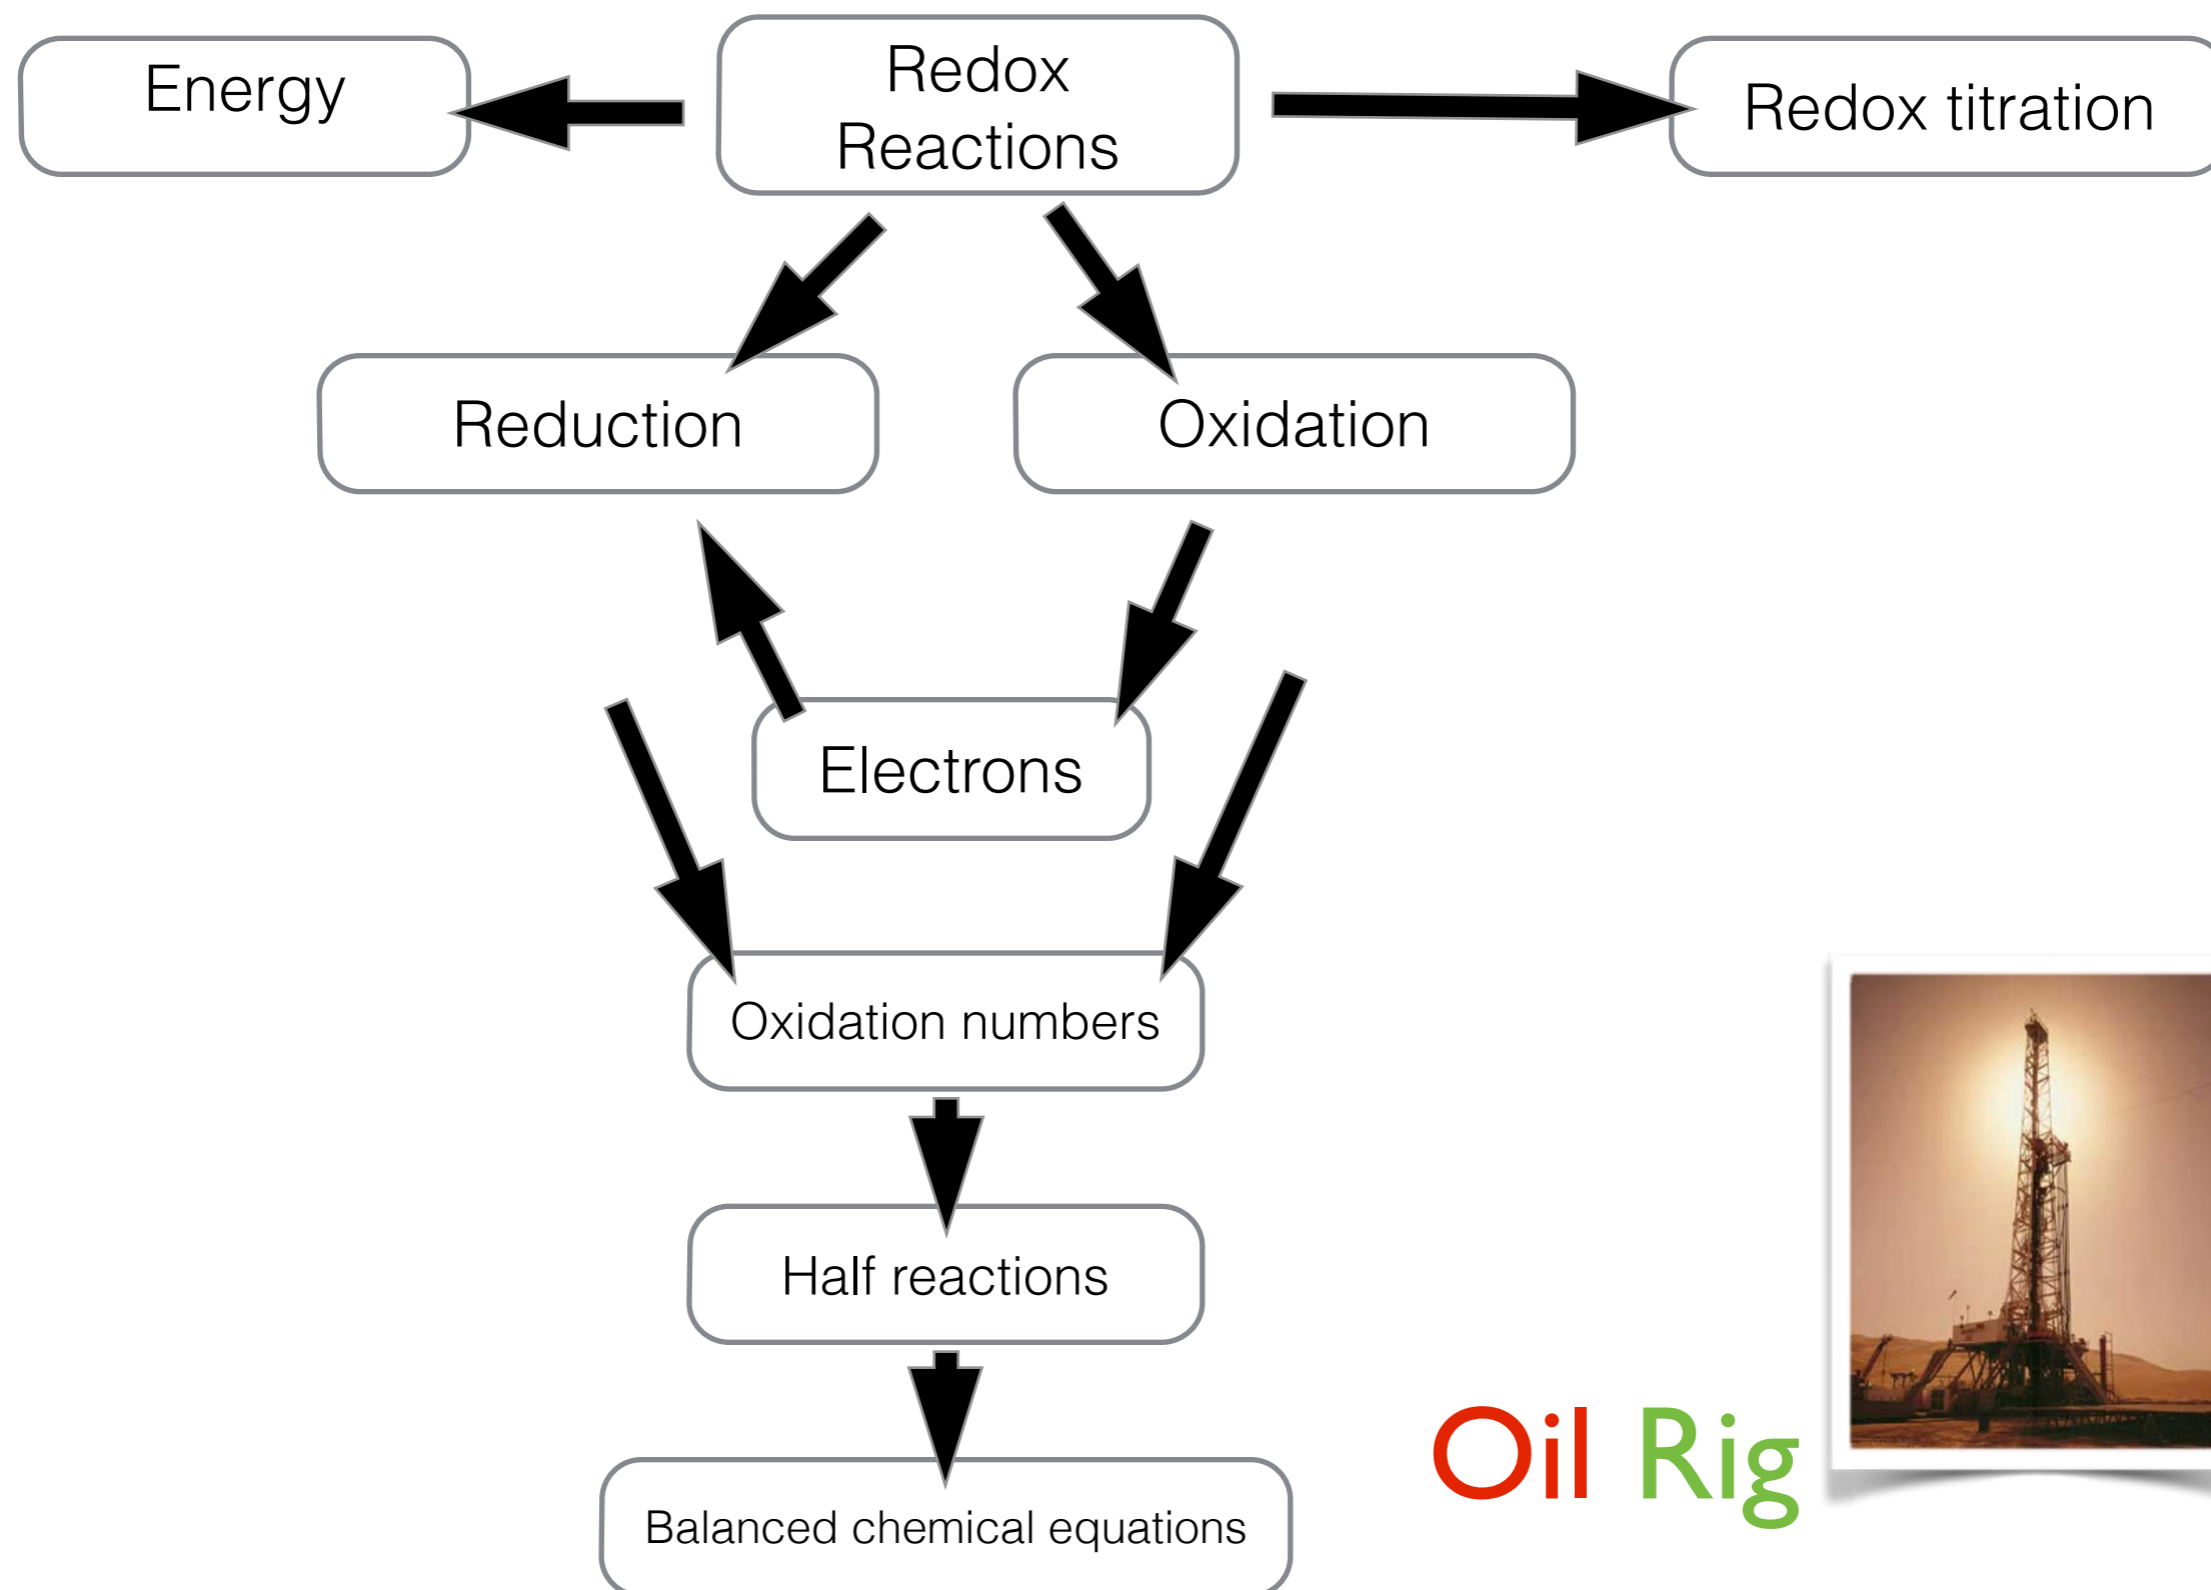 Energy
Redox
Reactions
Redox titration
Reduction
Oxidation
Electrons
Oxidation numbers
Half reactions
Balanced chemical equations
Oil Rig